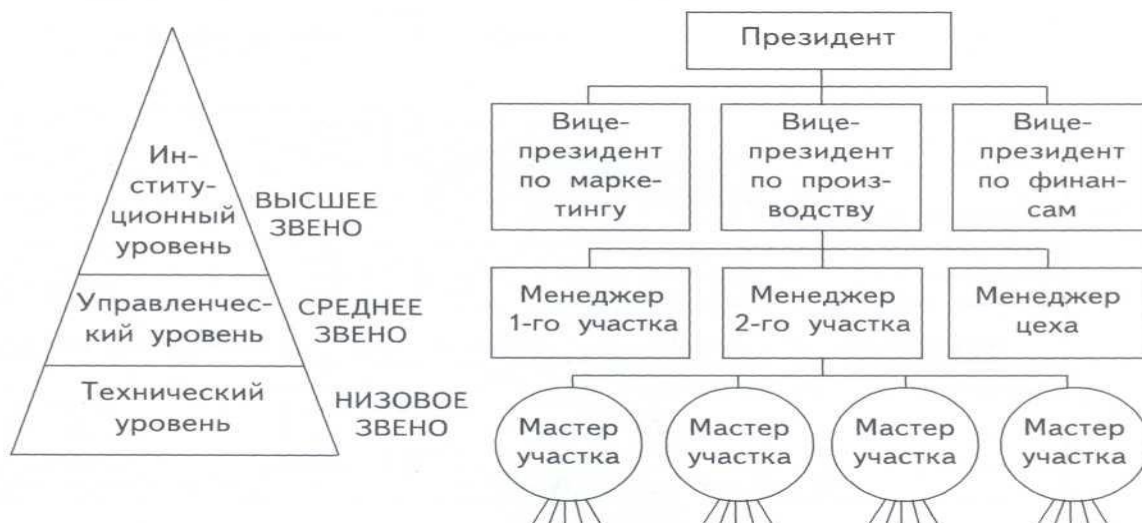 Ин-
ститу-
ционный
уровень
ВЫСШЕЕ
ЗВЕНО
Управленчес-
кий уровень
СРЕДНЕЕ
ЗВЕНО
Технический
уровень
НИЗОВОЕ
ЗВЕНО
Президент
Вице-
президент
по марке-
тингу
Вице-
президент
по произ-
водству
Вице-
президент
по финан-
сам
Менеджер
1-го участка
Менеджер
2-го участка
Менеджер
цеха
Мастер
участка
Мастер
участка
Мастер
участка
Мастер
участка